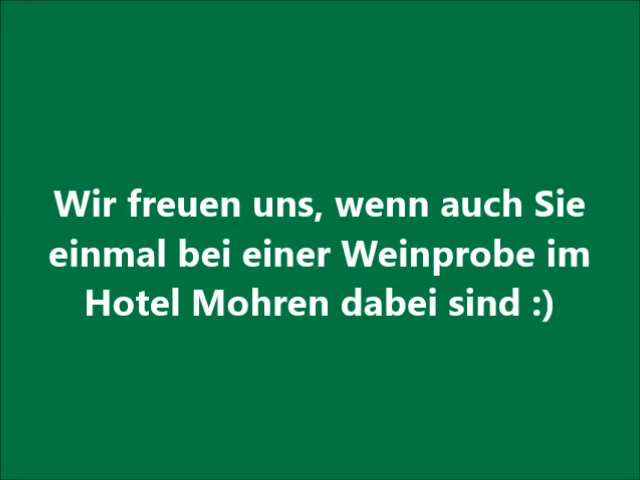 Wir freuen uns, wenn auch Sie
einmal bei einer Weinprobe im
Hotel Mohren dabei sind :)